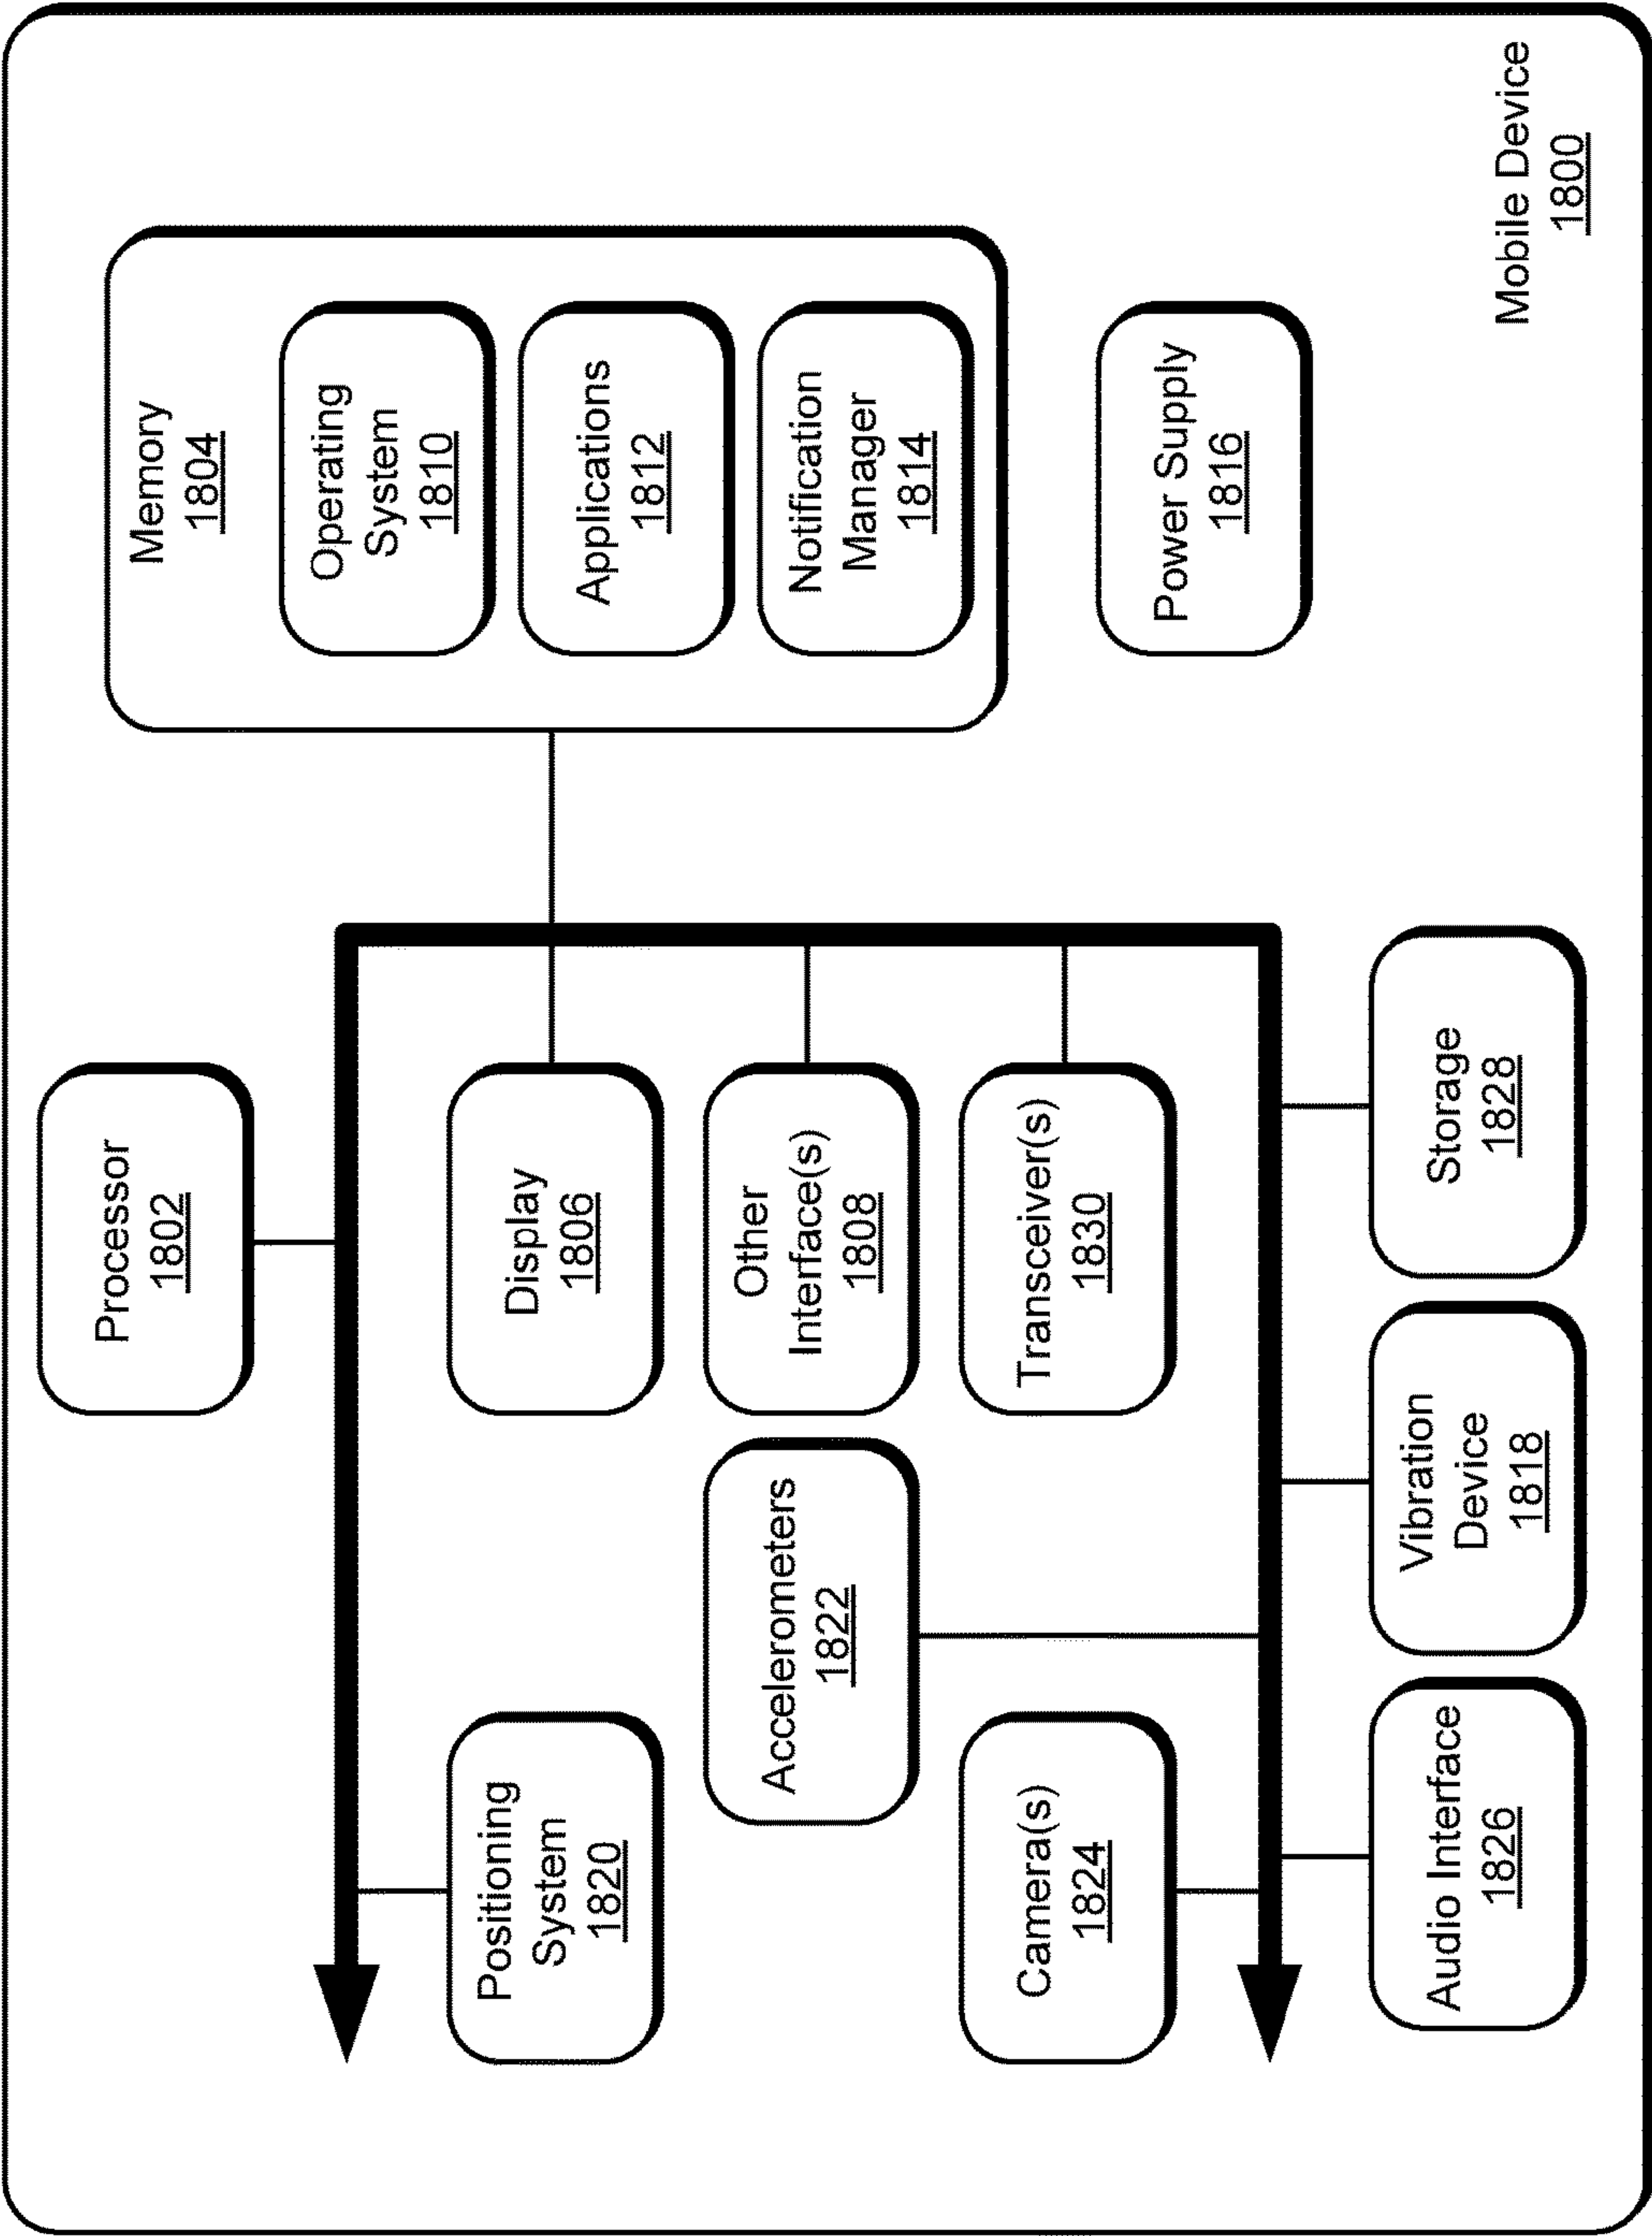 Processor
1802
Memory
1804
Operating
System
1810
Applications
1812
Notification
Manager
1814
Power Supply
1816
Display
1806
Other
Interface(s)
1808
Transceiver(s)
1830
Positioning
System
1820
Accelerometers
1822
Camera(s)
1824
Audio Interface
1826
Vibration
Device
1818
Storage
1828
Mobile Device
1800